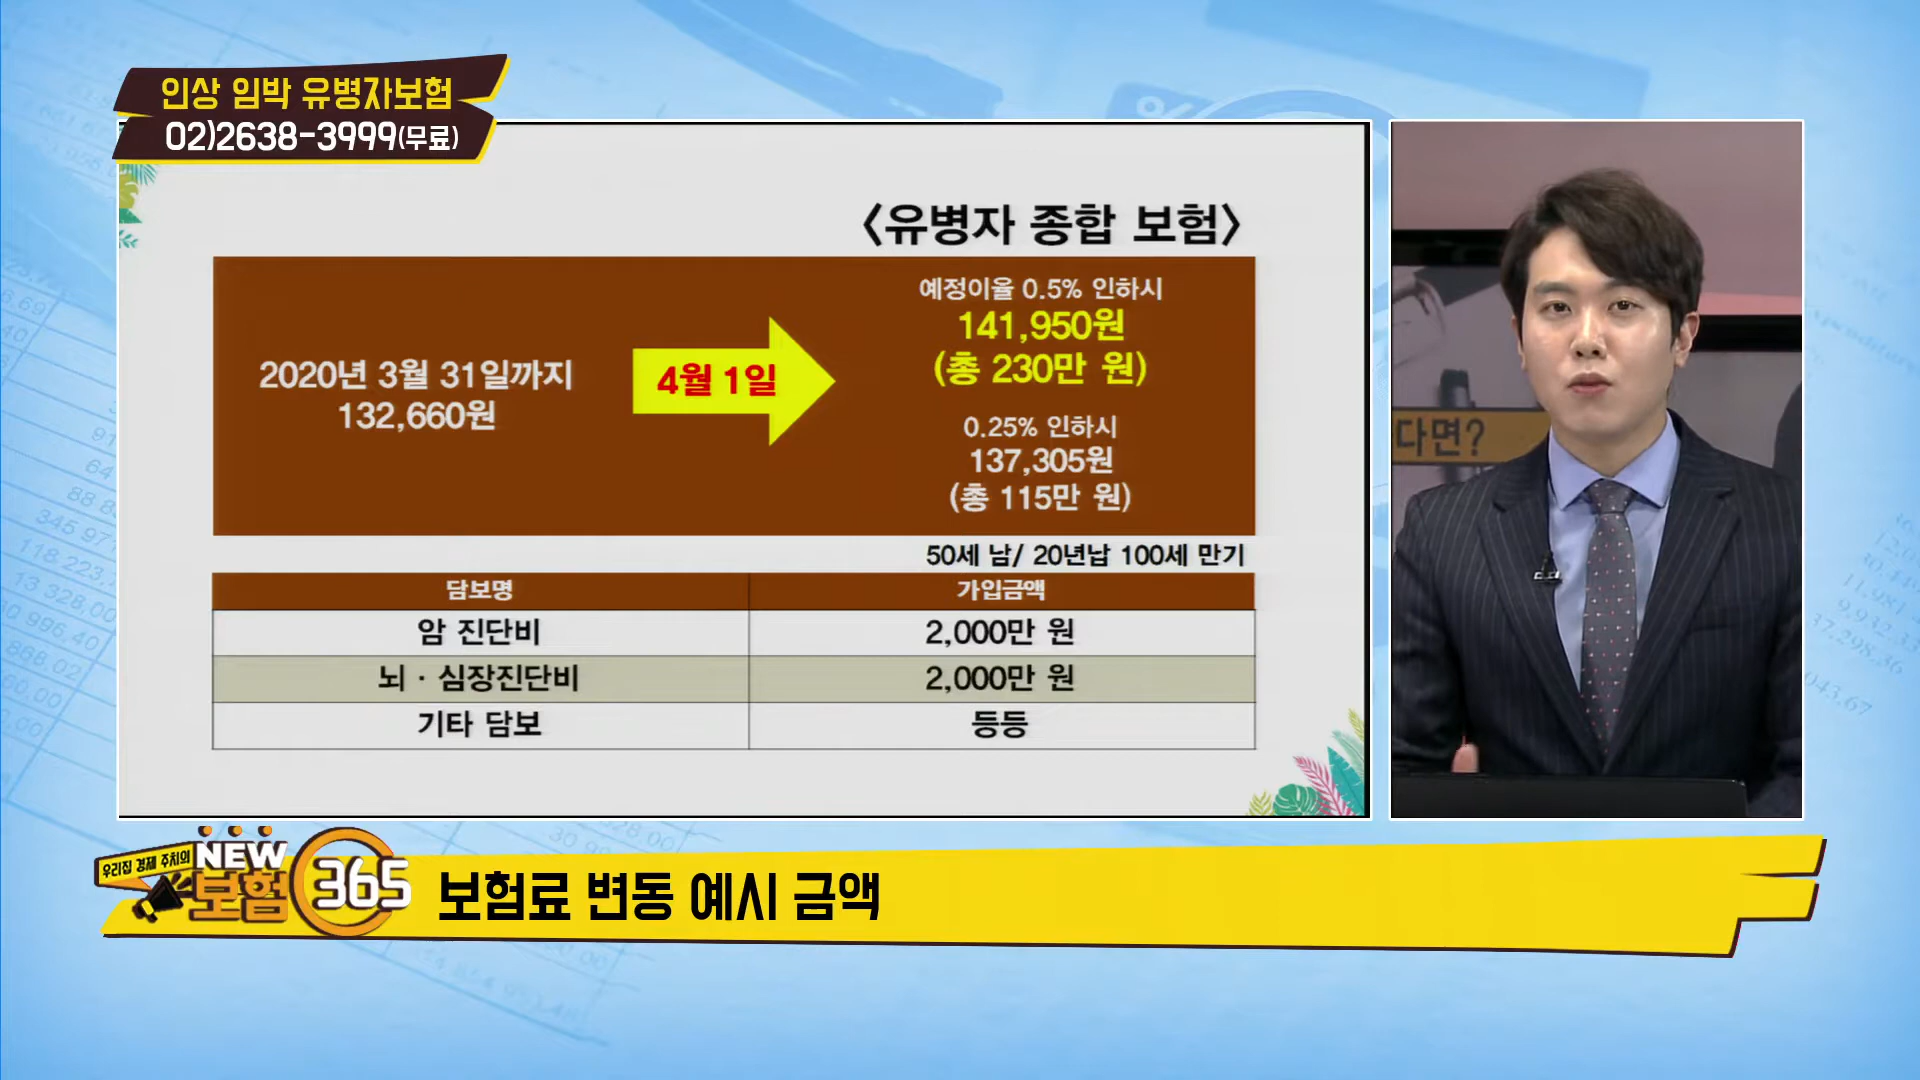 인상 임박 유병자보험
02)2638-3999(무료)
<유병자 종합 보험>
2020년 3월 31일까지
132,660원
4월 1일
예정이율 0.5% 인하시
141,950원
(총 230만 원)
0.25% 인하시
137,305원
(총 115만 원)
50세 남/ 20년납 100세 만기
담보명 가입금액
암 진단비 2,000만 원
뇌 · 심장진단비 2,000만 원
기타 담보 등등
다면?
우리집 경제 주치의
NEW
보험 365
보험료 변동 예시 금액